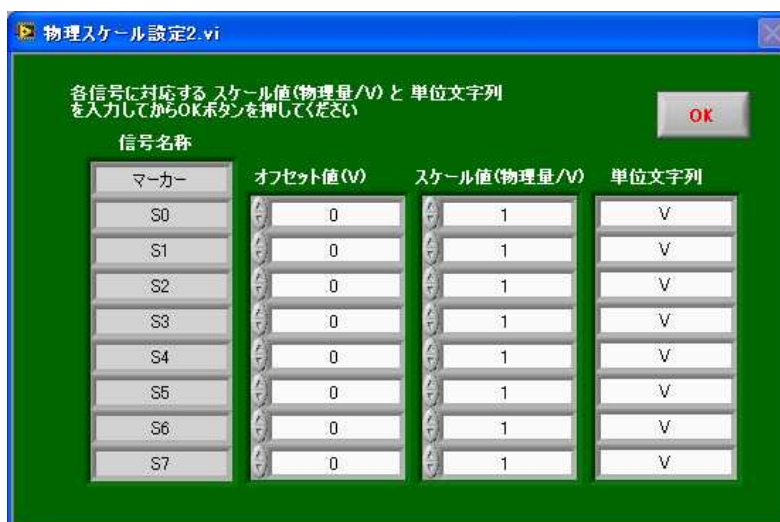 物理スケール設定2.vi
各信号に対応する スケール値(物理量/V) と 単位文字列
を入力してからOKボタンを押してください
OK
信号名称
マーカー オフセット値(V) スケール値(物理量/V) 単位文字列
S0 0 1 V
S1 0 1 V
S2 0 1 V
S3 0 1 V
S4 0 1 V
S5 0 1 V
S6 0 1 V
S7 0 1 V